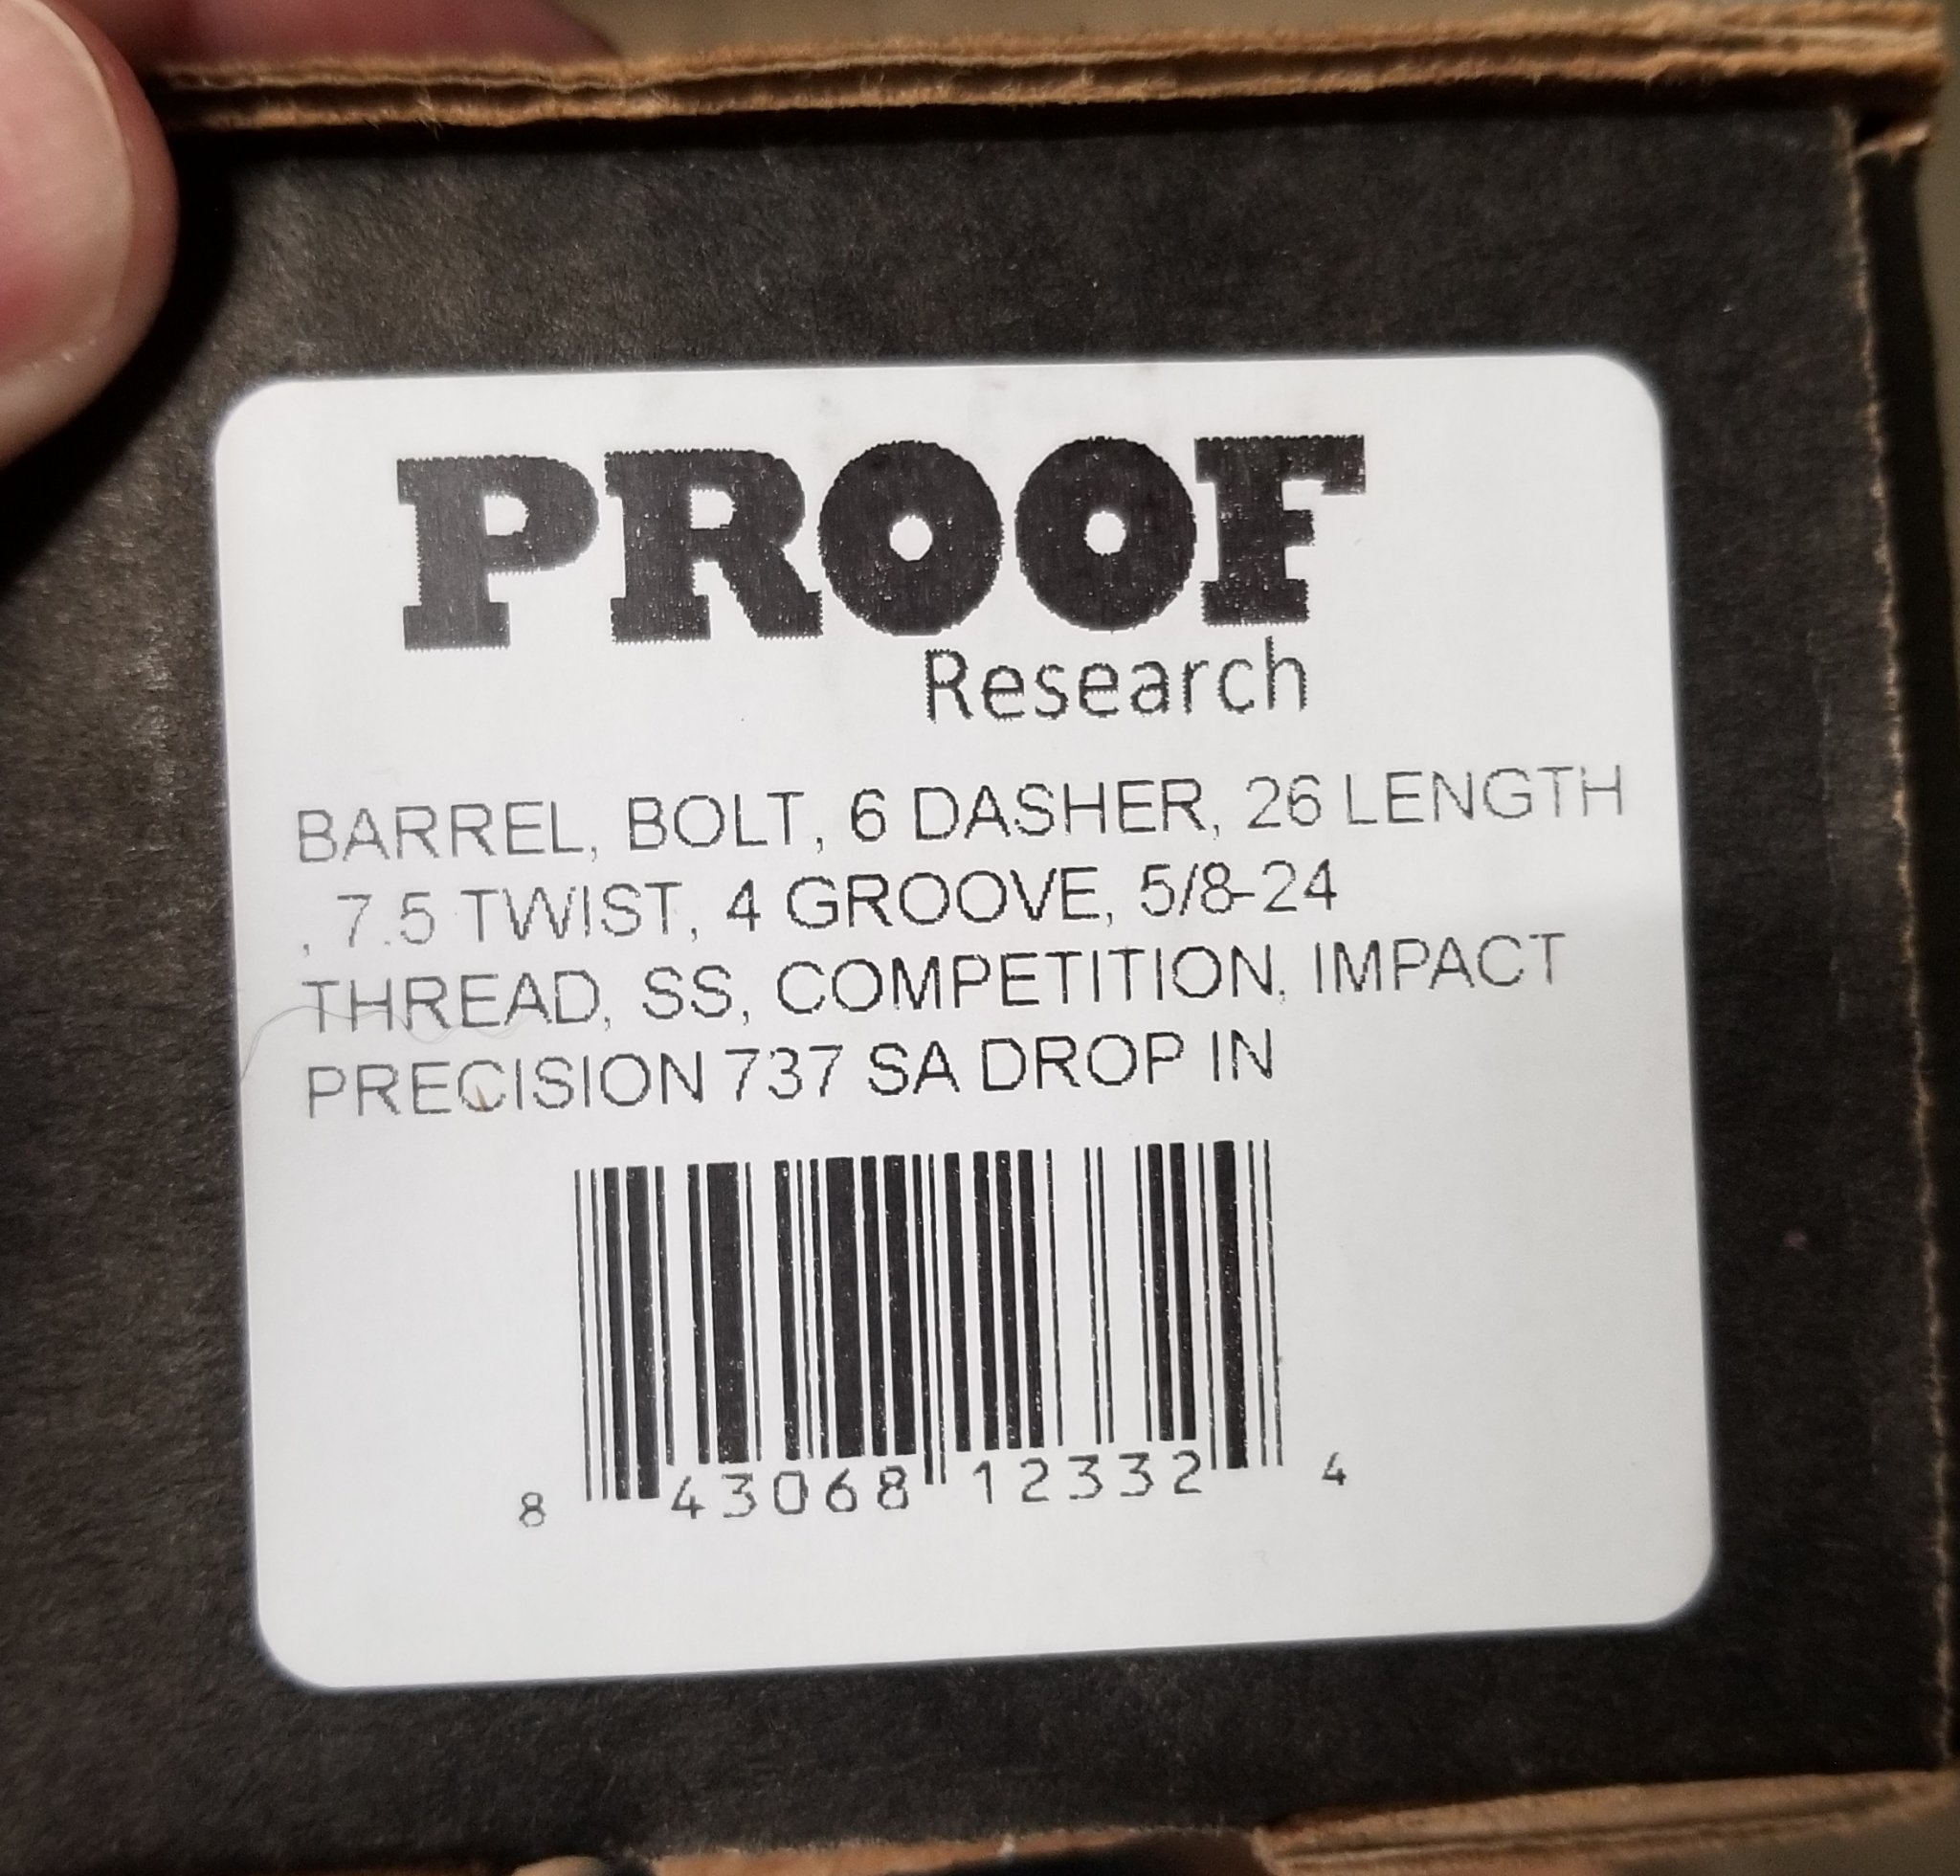 PROOF
Research
BARREL, BOLT, 6 DASHER, 26 LENGTH
, 7.5 TWIST, 4 GROOVE, 5/8-24
THREAD, SS, COMPETITION, IMPACT
PRECISION 737 SA DROP IN
8 43068 12332 4